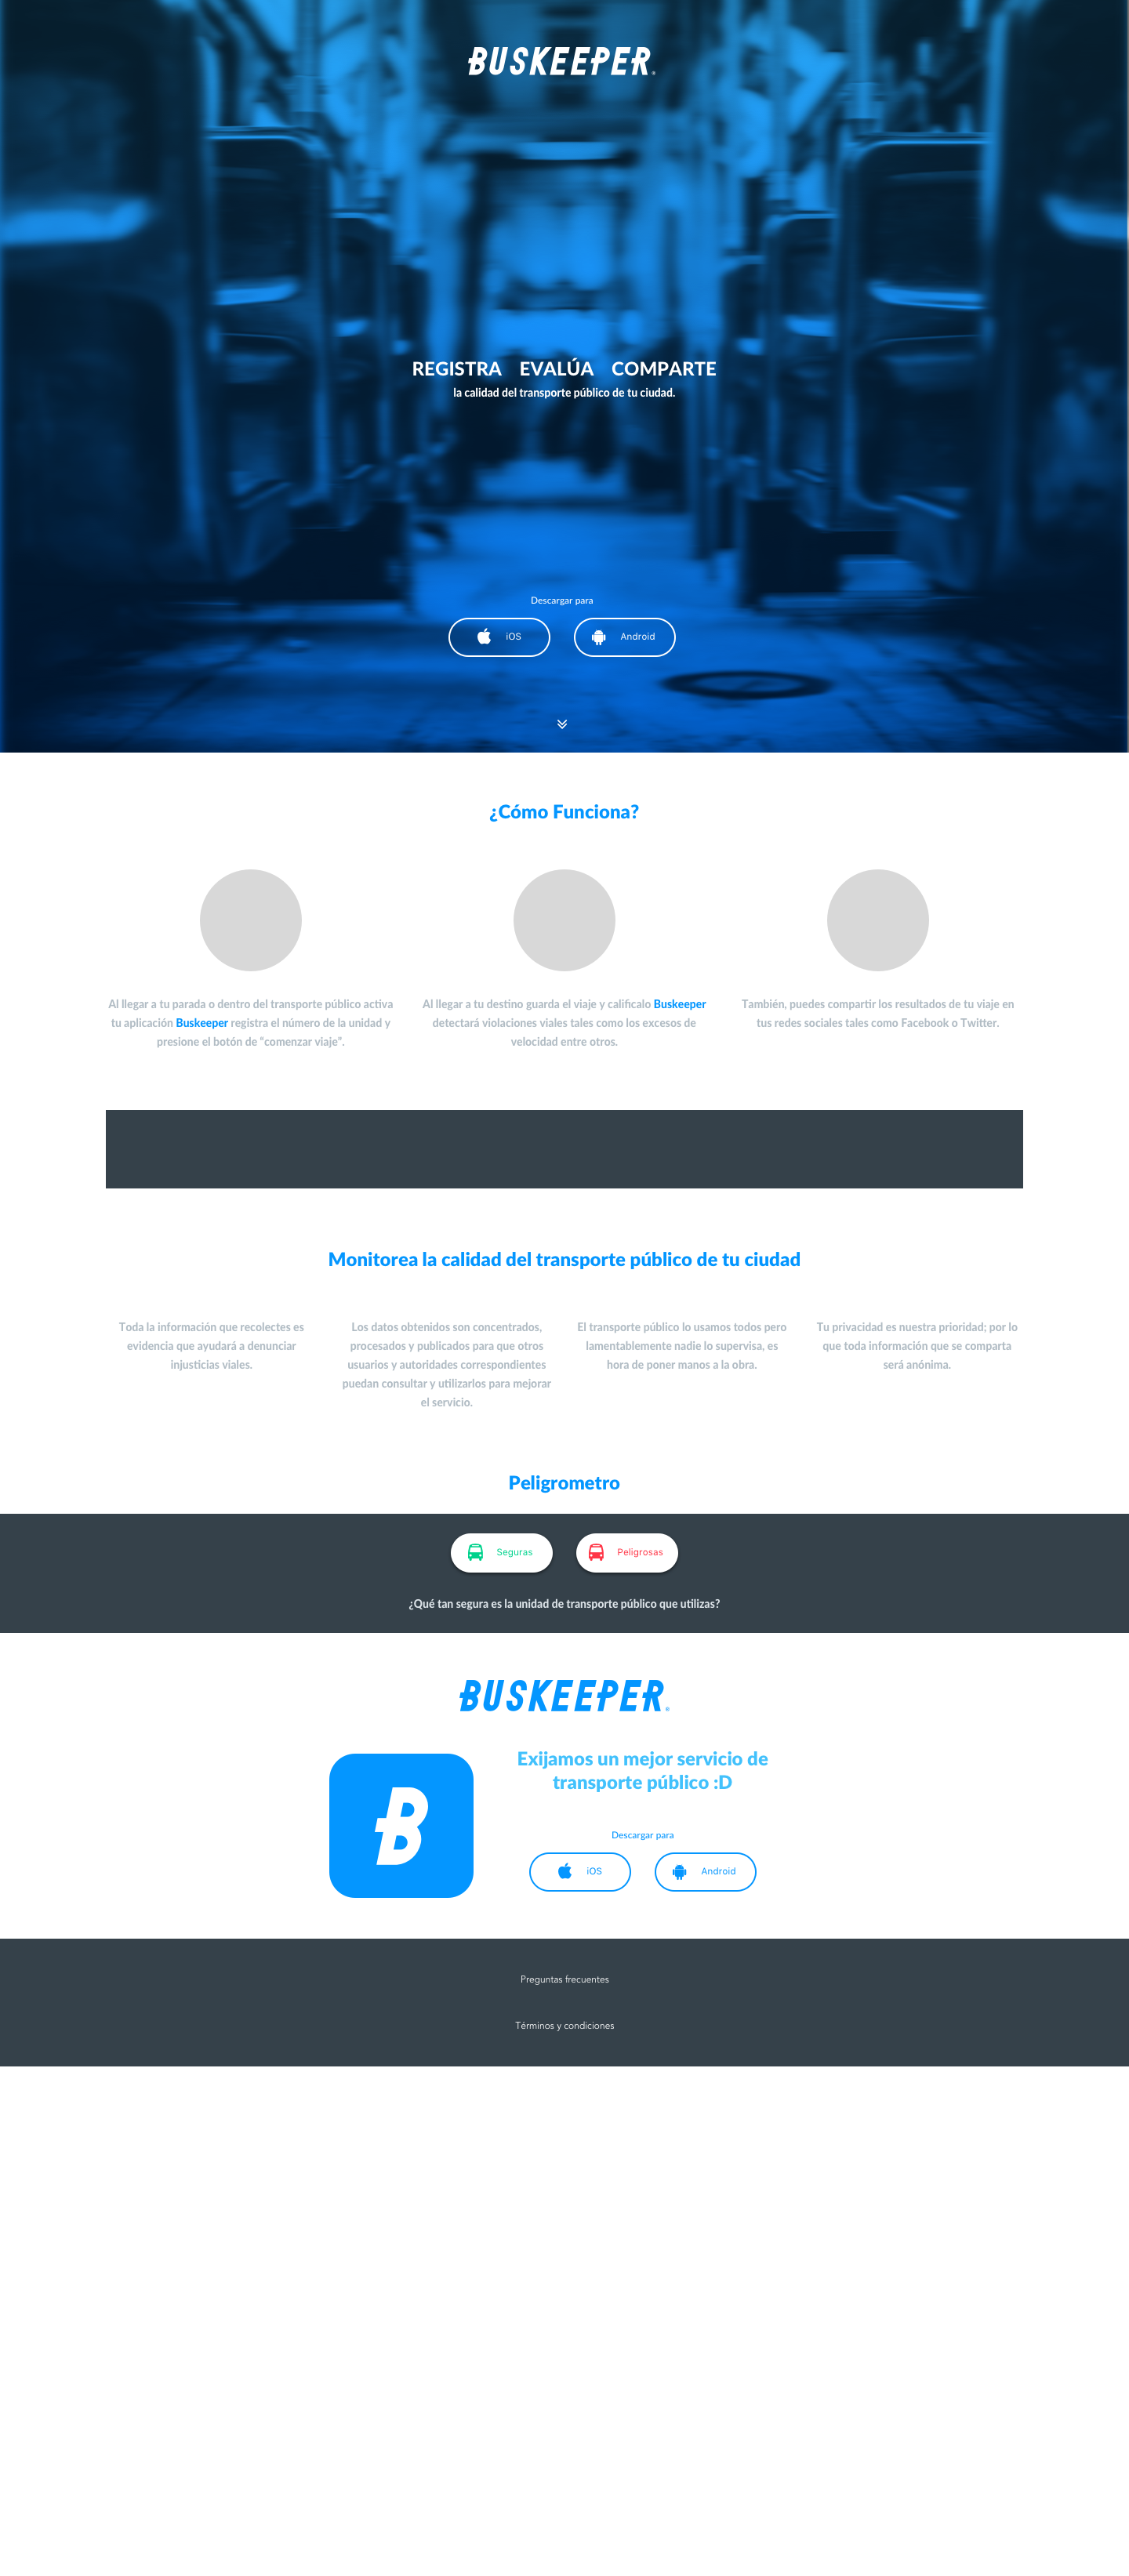 BUSKEEPER
REGISTRA EVALÚA COMPARTE
la calidad del transporte público de tu ciudad.
Descargar para
iOS Android
¿Cómo Funciona?
Al llegar a tu parada o dentro del transporte público activa
tu aplicación Buskeeper registra el número de la unidad y
presione el botón de “comenzar viaje”.
Al llegar a tu destino guarda el viaje y calificalo Buskeeper
detectará violaciones viales tales como los excesos de
velocidad entre otros.
También, puedes compartir los resultados de tu viaje en
tus redes sociales tales como Facebook o Twitter.
Monitorea la calidad del transporte público de tu ciudad
Toda la información que recolectes es
evidencia que ayudará a denunciar
injusticias viales.
Los datos obtenidos son concentrados,
procesados y publicados para que otros
usuarios y autoridades correspondientes
puedan consultar y utilizarlos para mejorar
el servicio.
El transporte público lo usamos todos pero
lamentablemente nadie lo supervisa, es
hora de poner manos a la obra.
Tu privacidad es nuestra prioridad; por lo
que toda información que se comparta
será anónima.
Peligrometro
Seguras Peligrosas
¿Qué tan segura es la unidad de transporte público que utilizas?
BUSKEEPER
B
Exijamos un mejor servicio de
transporte público :D
Descargar para
iOS Android
Preguntas frecuentes
Términos y condiciones